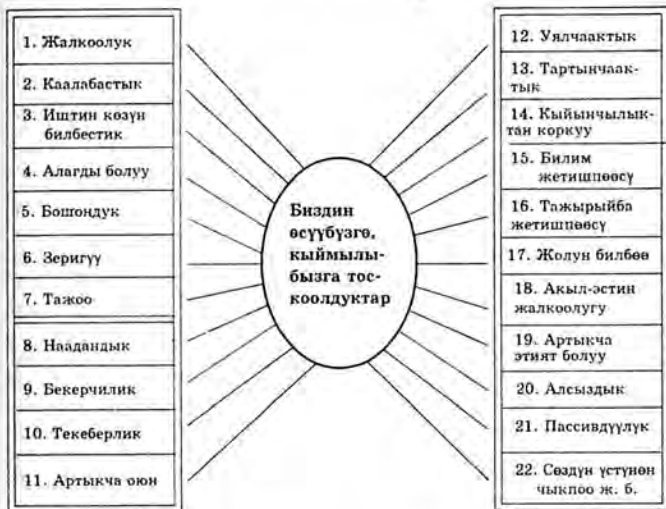 1. Жалкоолук
2. Каалабастык
3. Иштин көзүн
билбестик
4. Алагды болуу
5. Бошондук
6. Зеригүү
7. Тажоо
8. Наадандык
9. Бекерчилик
10. Текеберлик
11. Артыкча оюн
Биздин
өсүүбүзгө,
кыймылы-
бызга тос-
коолдуктар
12. Уялчаактык
13. Тартынчаак-
тык
14. Кыйынчылык-
тан коркуу
15. Билим
жетишпөөсү
16. Тажырыйба
жетишпөөсү
17. Жолун билбөө
18. Акыл-эстин
жалкоолугу
19. Артыкча
этият болуу
20. Алсыздык
21. Пассивдүүлүк
22. Сөздүн үстүнөн
чыкпоо ж. б.